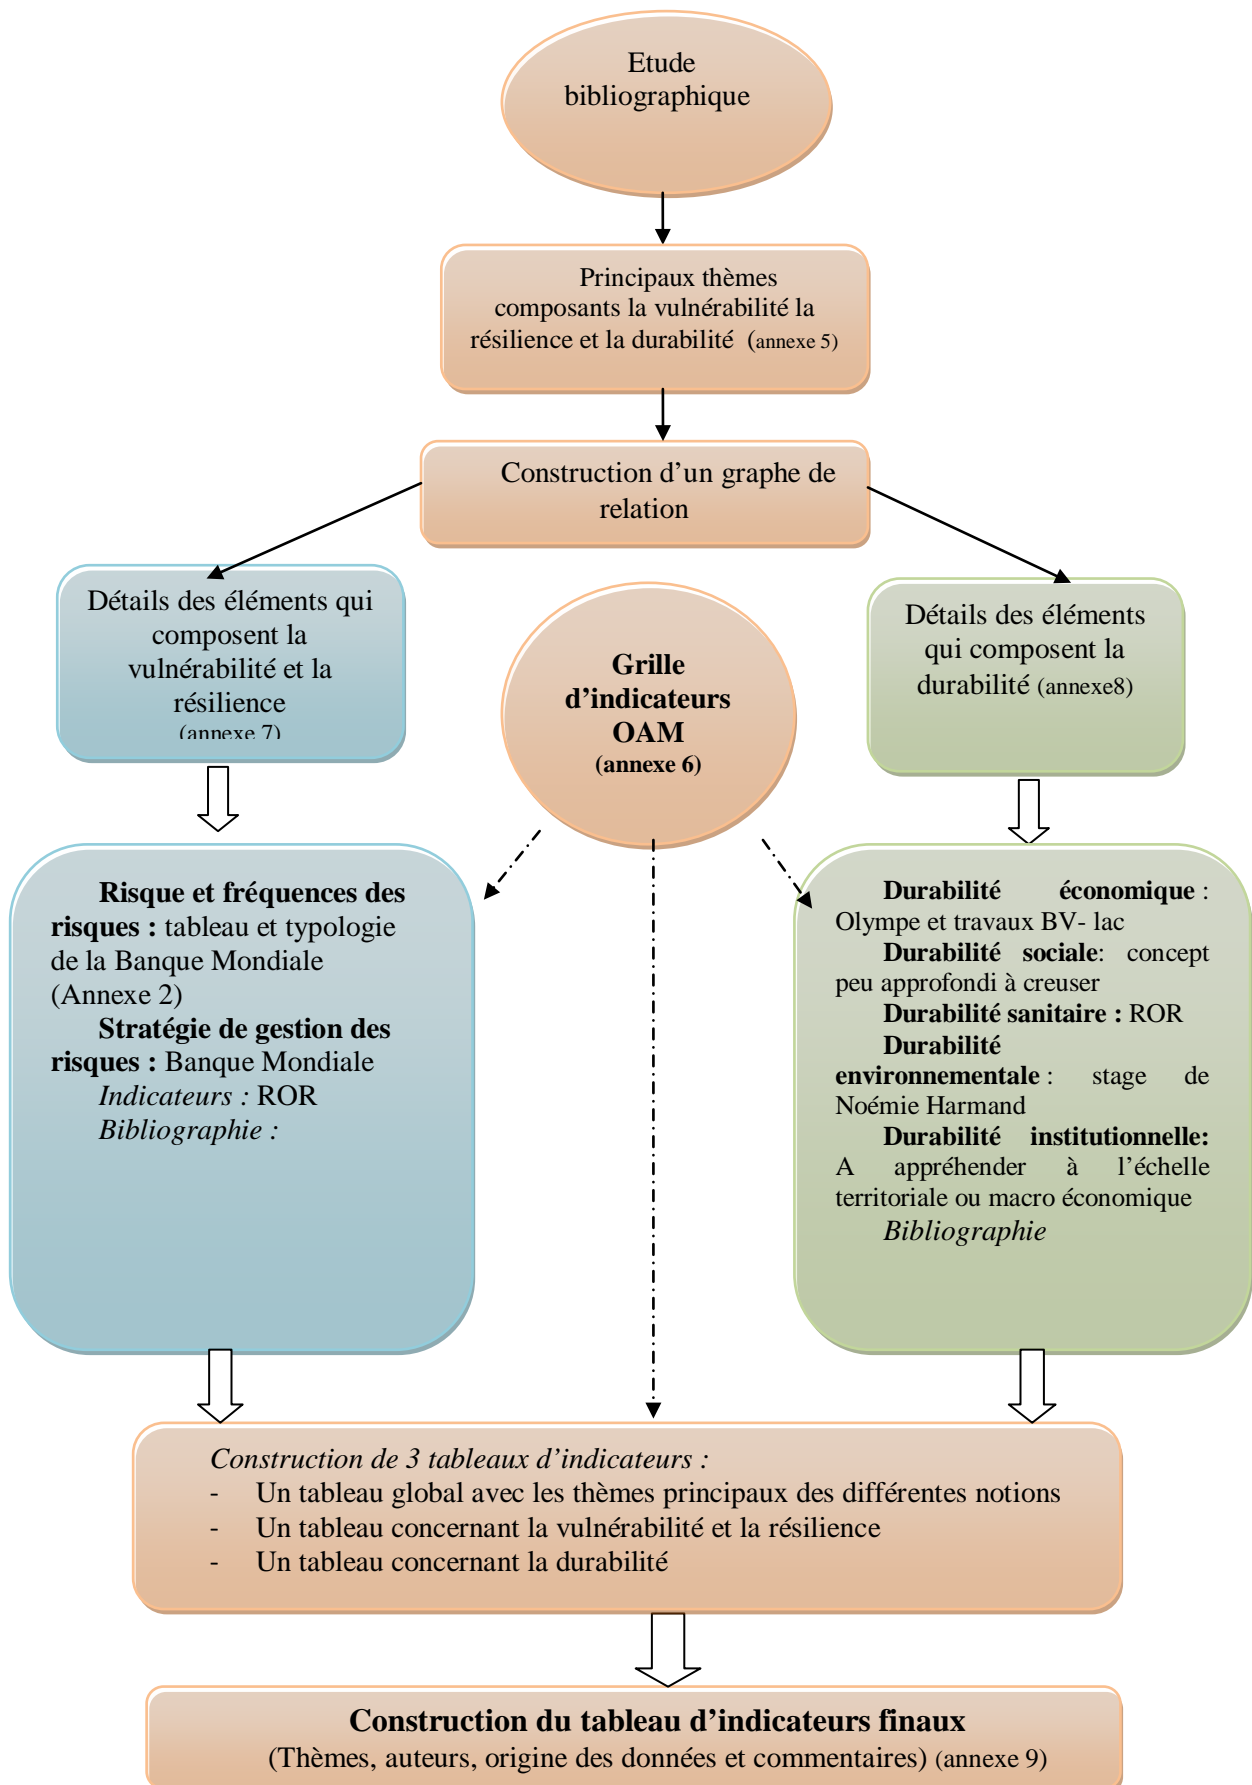 Etude
bibliographique
Principaux thèmes
composants la vulnérabilité la
résilience et la durabilité (annexe 5)
Construction d’un graphe de
relation
Détails des éléments qui
composent la
vulnérabilité et la
résilience
(annexe 7)
Grille
d’indicateurs
OAM
(annexe 6)
Détails des éléments
qui composent la
durabilité (annexe8)
Risque et fréquences des
risques : tableau et typologie
de la Banque Mondiale
(Annexe 2)
Stratégie de gestion des
risques : Banque Mondiale
Indicateurs : ROR
Bibliographie :
Durabilité économique :
Olympe et travaux BV- lac
Durabilité sociale: concept
peu approfondi à creuser
Durabilité sanitaire : ROR
Durabilité
environnementale : stage de
Noémie Harmand
Durabilité institutionnelle:
A appréhender à l’échelle
territoriale ou macro économique
Bibliographie
Construction de 3 tableaux d’indicateurs :
- Un tableau global avec les thèmes principaux des différentes notions
- Un tableau concernant la vulnérabilité et la résilience
- Un tableau concernant la durabilité
Construction du tableau d’indicateurs finaux
(Thèmes, auteurs, origine des données et commentaires) (annexe 9)